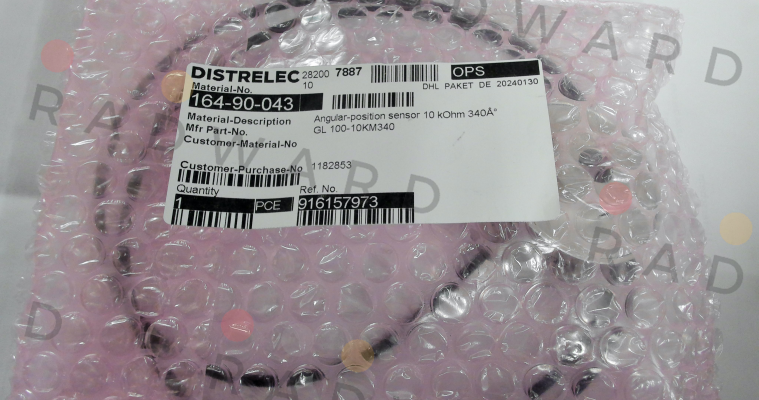 DISTRELEC 28200 7887 OPS
Material-No. 10 DHL PAKET DE 20240130
164-90-043
Material-Description Angular-position sensor 10 kOhm 340Â°
Mfr Part-No. GL 100-10KM340
Customer-Material-No
Customer-Purchase-No 1182853
Quantity Ref. No.
1 PCE 916157973
RADWARD
RADWARD
RAD
D
RADWARD